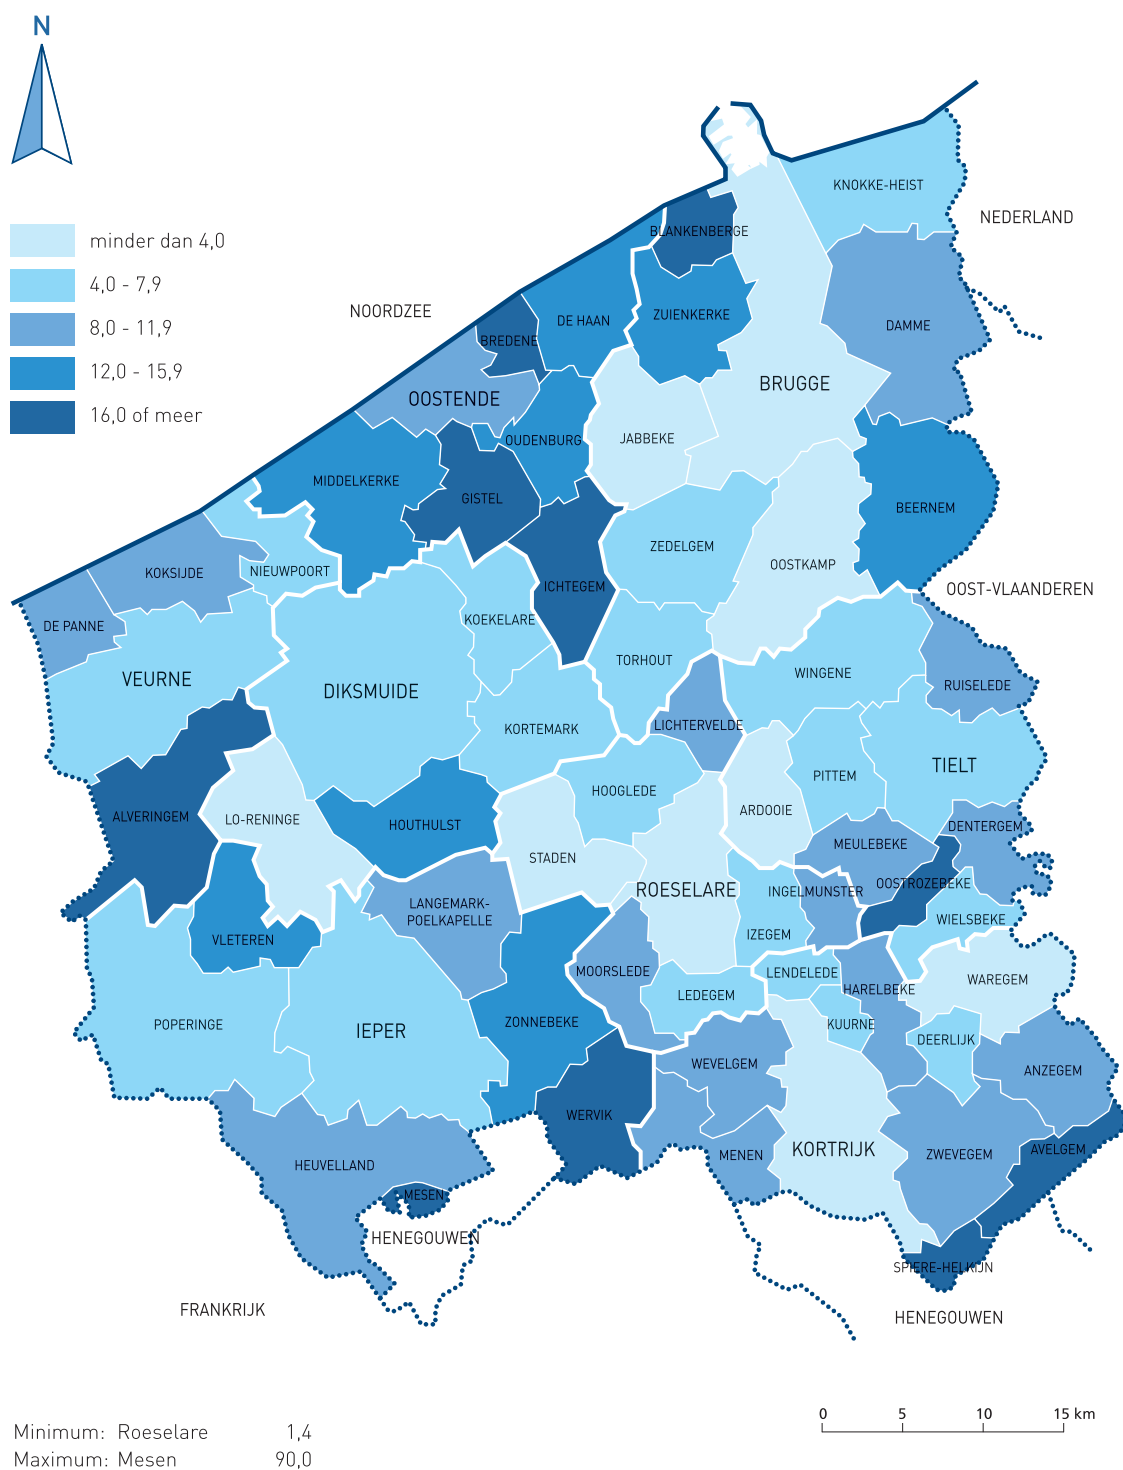 N
minder dan 4,0
4,0 - 7,9
8,0 - 11,9
12,0 - 15,9
16,0 of meer
KNOKKE-HEIST
NEDERLAND
BLANKENBERGE
NOORDZEE
DE HAAN
ZUIENKERKE
DAMME
BREDENE
BRUGGE
OOSTENDE
OUDENBURG
JABBEKE
MIDDELKERKE
GISTEL
BEERNEM
ZEDELGEM
OOSTKAMP
KOKSIJDE
NIEUWPOORT
ICHTEGEM
OOST-VLAANDEREN
DE PANNE
KOEKELARE
TORHOUT
WINGENE
VEURNE
DIKSMUIDE
RUISELEDE
KORTEMARK
LICHTERVELDE
TIELT
PITTEM
HOOGLEDE
ARDOOIE
ALVERINGEM
LO-RENINGE
HOUTHULST
DENTERGEM
MEULEBEKE
STADEN
ROESELARE
INGELMUNSTER
OOSTROZEBEKE
LANGEMARK-
POELKAPELLE
WIELSBEKE
IZEGEM
VLETEREN
MOORSLEDE
LENDELEDE
WAREGEM
HARELBEKE
LEDEGEM
POPERINGE
IEPER
ZONNEBEKE
KUURNE
DEERLIJK
WEVELGEM
ANZEGEM
WERVIK
KORTRIJK
AVELGEM
MENEN
ZWEVEGEM
HEUVELLAND
MESEN
HENEGOUWEN
SPIERE-HELKIJN
FRANKRIJK
HENEGOUWEN
0 5 10 15 km
Minimum: Roeselare 1,4
Maximum: Mesen 90,0